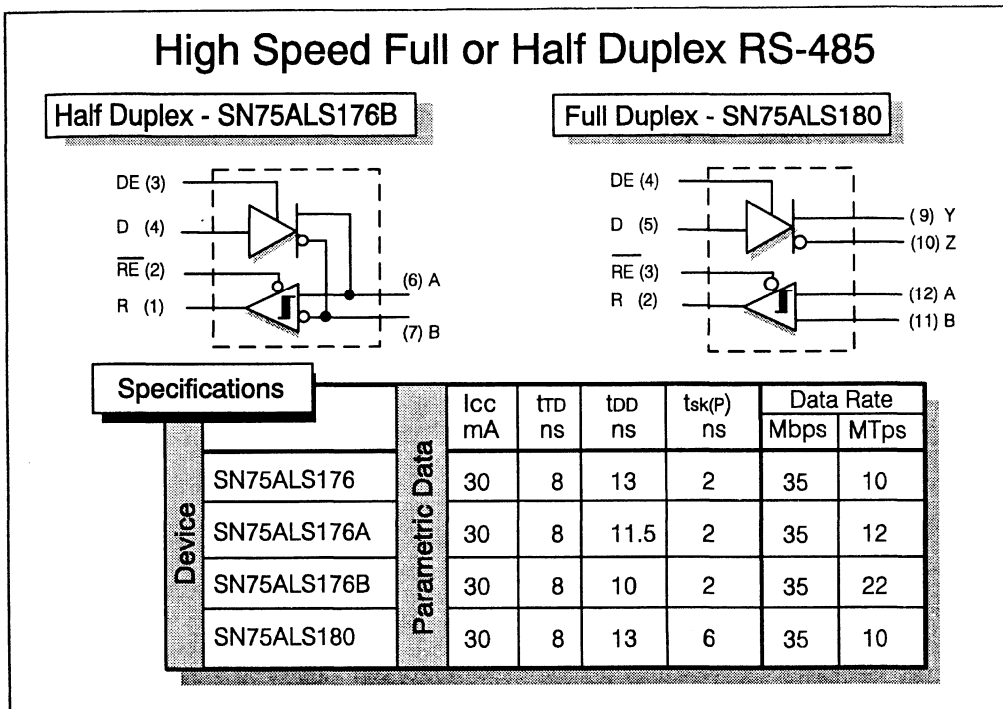 High Speed Full or Half Duplex RS-485
Half Duplex - SN75ALS176B
DE (3)
D (4)
RE (2)
R (1)
(6) A
(7) B
Full Duplex - SN75ALS180
DE (4)
D (5)
RE (3)
R (2)
(9) Y
(10) Z
(12) A
(11) B
Specifications
Device
Parametric Data
Icc mA tTD ns tDD ns tsk(P) ns Data Rate Mbps MTps
SN75ALS176 30 8 13 2 35 10
SN75ALS176A 30 8 11.5 2 35 12
SN75ALS176B 30 8 10 2 35 22
SN75ALS180 30 8 13 6 35 10